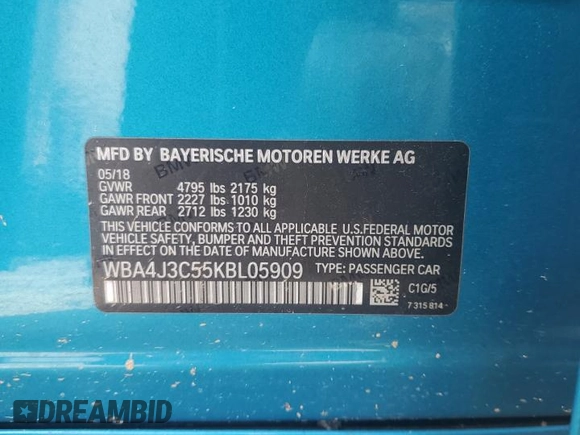 MFD BY BAYERISCHE MOTOREN WERKE AG
05/18
GVWR 4795 lbs 2175 kg
GAWR FRONT 2227 lbs 1010 kg
GAWR REAR 2712 lbs 1230 kg
THIS VEHICLE CONFORMS TO ALL APPLICABLE U.S.FEDERAL MOTOR
VEHICLE SAFETY, BUMPER, AND THEFT PREVENTION STANDARDS
IN EFFECT ON THE DATE OF MANUFACTURE SHOWN ABOVE.
WBA4J3C55KBL05909 TYPE: PASSENGER CAR
C1G/5
7 315 814
DREAMBID